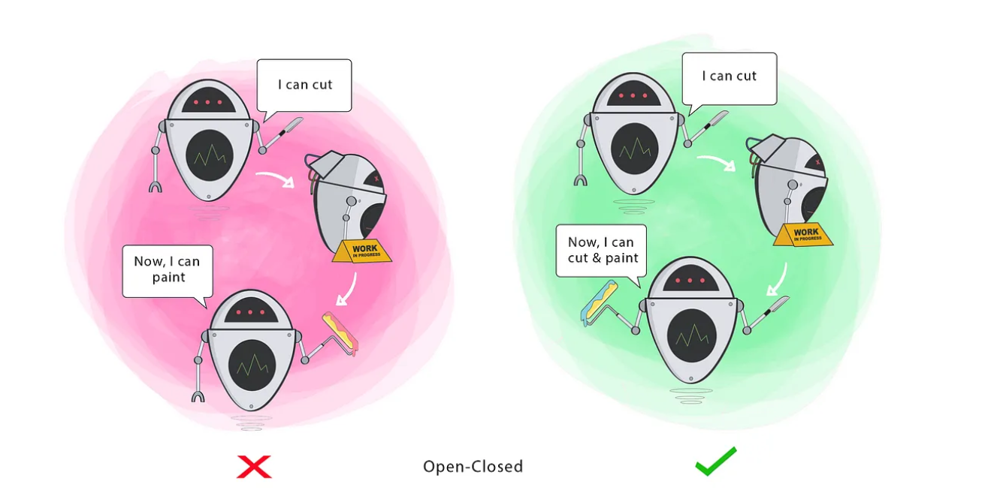 I can cut
WORK
IN PROGRESS
Now, I can
paint
I can cut
WORK
IN PROGRESS
Now, I can
cut & paint
Open-Closed